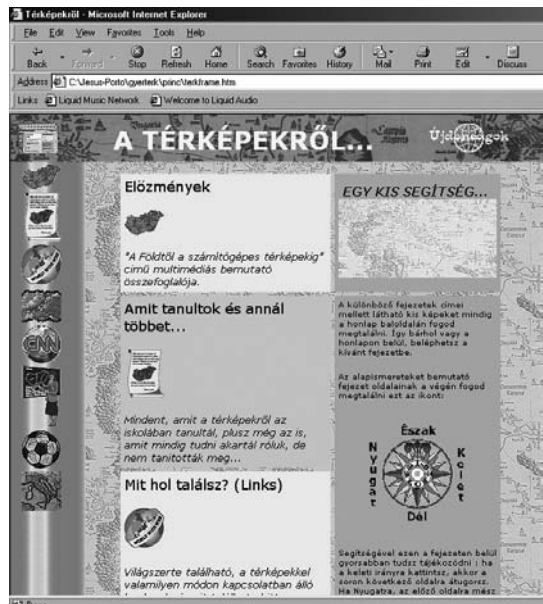 Térképekröl - Microsoft Internet Explorer
File Edit View Favorites Tools Help
Back Forward Stop Refresh Home Search Favorites History Mail Print Edit Discuss
Address C:\Jesus-Porto\gyerterk\princ\terkframe.htm
Links Liquid Music Network Welcome to Liquid Audio
A TÉRKÉPEKRŐL...
Újdonságok
Elözmények
"A Földtől a számítógépes térképekig"
című multimédiás bemutató
összefoglalója.
Amit tanultok és annál
többet...
Mindent, amit a térképekről az
iskolában tanultál, plusz még az is,
amit mindig tudni akartál róluk, de
nem tanították meg...
Mit hol találsz? (Links)
Világszerte található, a térképekkel
valamilyen módon kapcsolatban álló
EGY KIS SEGÍTSÉG...
A különböző fejezetek címei
mellett látható kis képeket mindig
a honlap baloldalán fogod
megtalálni. Így bárhol vagy a
honlapon belül, beléphetsz a
kívánt fejezetbe.
Az alapismereteket bemutató
fejezet oldalainak a végén fogod
megtalálni ezt az ikont:
Észak
Nyugat
Kelet
Dél
Segítségével ezen a fejezeten belül
gyorsabban tudsz tájékozódni : ha
a keleti irányra kattintsz, akkor a
soron következő oldalra átugorsz.
Ha Nyugatra, az előző oldalra mész